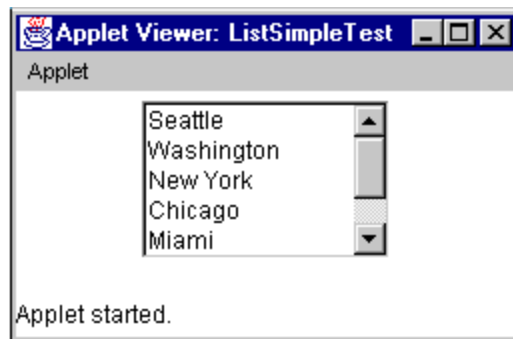 Applet Viewer: ListSimpleTest
Applet
Seattle
Washington
New York
Chicago
Miami
Applet started.